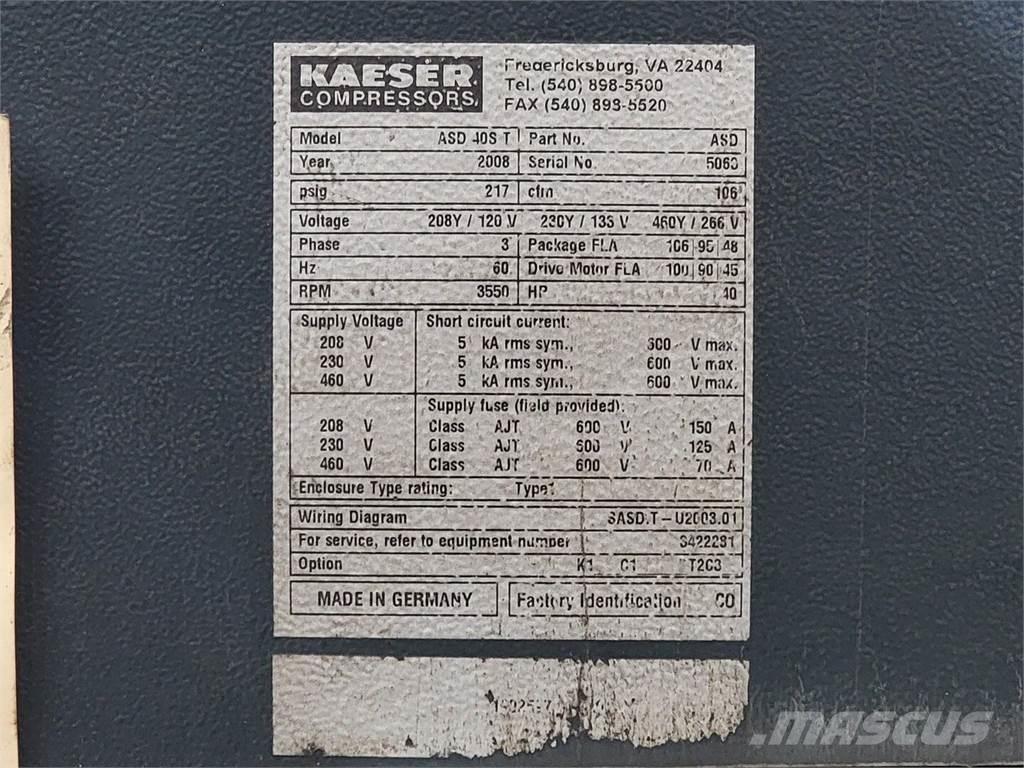 KAESER
COMPRESSORS
Fredericksburg, VA 22404
Tel. (540) 898-5500
FAX (540) 898-5520
Model ASD 40S T Part No. ASD
Year 2008 Serial No. 5060
psig 217 cfm 106
Voltage 208Y / 120 V 230Y / 133 V 460Y / 266 V
Phase 3 Package FLA 106 95 48
Hz 60 Drive Motor FLA 100 90 45
RPM 3550 HP 40
Supply Voltage Short circuit current:
208 V 5 kA rms sym., 600 V max.
230 V 5 kA rms sym., 600 V max.
460 V 5 kA rms sym., 600 V max.
Supply fuse (field provided):
208 V Class AJT 600 V 150 A
230 V Class AJT 600 V 125 A
460 V Class AJT 600 V 70 A
Enclosure Type rating: Type1
Wiring Diagram SASD.T – U2003.01
For service, refer to equipment number
Option K1 C1 T2C3
MADE IN GERMANY Factory Identification CO
MASCUS